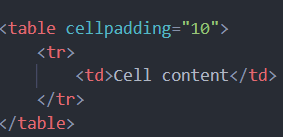 <table cellpadding="10">
    <tr>
        <td>Cell content</td>
    </tr>
</table>